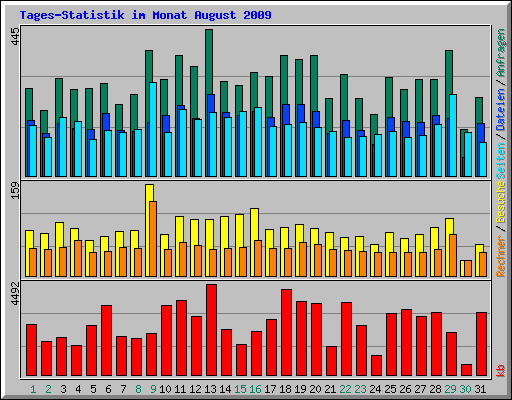 Tages-Statistik im Monat August 2009
445
159
4492
Rechner / Besuche Seiten / Dateien / Anfragen
kb
1 2 3 4 5 6 7 8 9 10 11 12 13 14 15 16 17 18 19 20 21 22 23 24 25 26 27 28 29 30 31